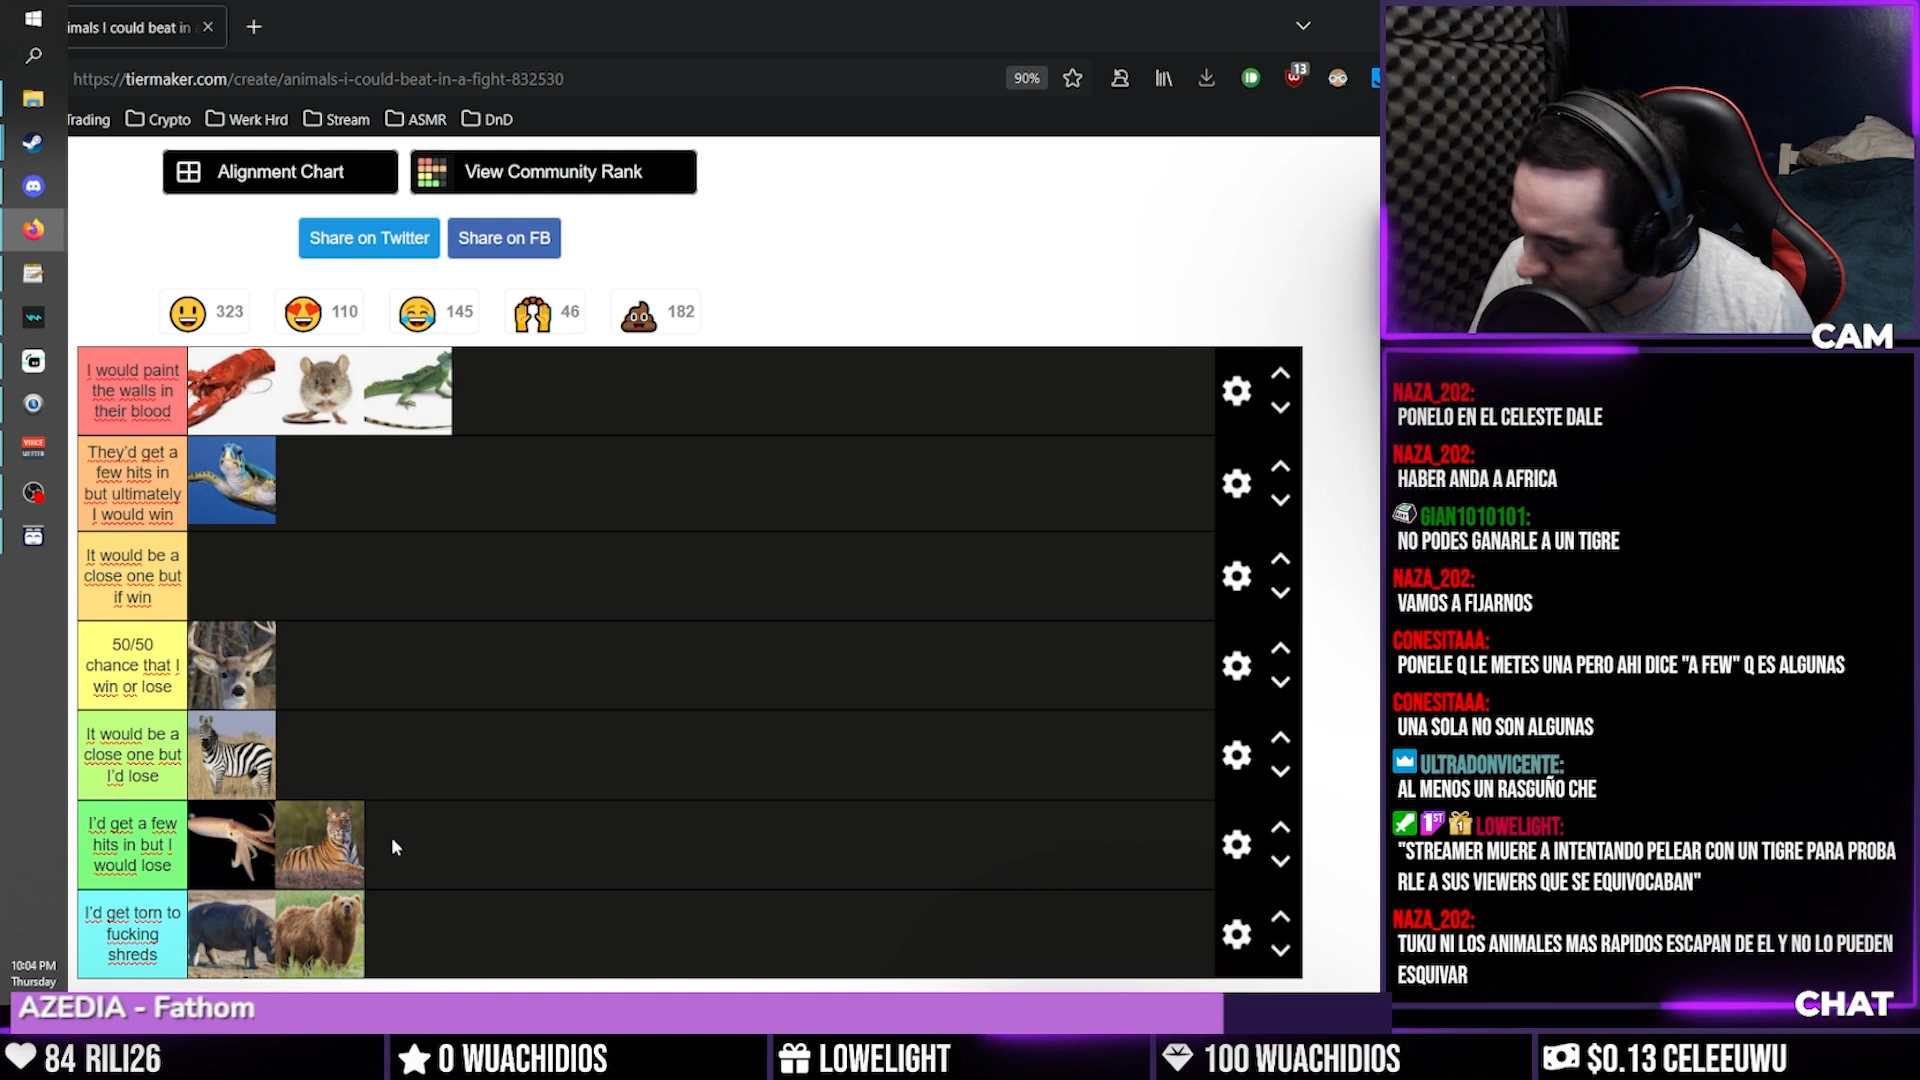 imals I could beat in
https://tiermaker.com/create/animals-i-could-beat-in-a-fight-832530
90%
13
Trading
Crypto
Werk Hrd
Stream
ASMR
DnD
Alignment Chart
View Community Rank
Share on Twitter
Share on FB
323
110
145
46
182
I would paint
the walls in
their blood
They'd get a
few hits in
but ultimately
I would win
It would be a
close one but
if win
50/50
chance that I
win or lose
It would be a
close one but
I'd lose
I'd get a few
hits in but I
would lose
I'd get torn to
fucking
shreds
10:04 PM
Thursday
CAM
NAZA_202:
PONELO EN EL CELESTE DALE
NAZA_202:
HABER ANDA A AFRICA
GIAN1010101:
NO PODES GANARLE A UN TIGRE
NAZA_202:
VAMOS A FIJARNOS
CONESITAAA:
PONELE Q LE METES UNA PERO AHI DICE "A FEW" Q ES ALGUNAS
CONESITAAA:
UNA SOLA NO SON ALGUNAS
ULTRADONVICENTE:
AL MENOS UN RASGUÑO CHE
1ST
1
LOWELIGHT:
"STREAMER MUERE A INTENTANDO PELEAR CON UN TIGRE PARA PROBA
RLE A SUS VIEWERS QUE SE EQUIVOCABAN"
NAZA_202:
TUKU NI LOS ANIMALES MAS RAPIDOS ESCAPAN DE EL Y NO LO PUEDEN
ESQUIVAR
CHAT
AZEDIA - Fathom
84 RILI26
0 WUACHIDIOS
LOWELIGHT
100 WUACHIDIOS
$0.13 CELEEUWU